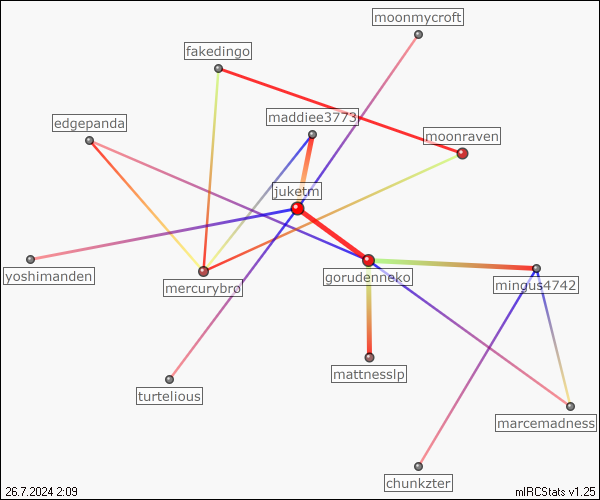 moonmycroft
fakedingo
maddiee3773
edgepanda
moonraven
juketm
yoshimanden
gorudenneko
mercurybro
mingus4742
mattnesslp
turtelious
marcemadness
chunkzter
26.7.2024 2:09
mIRCStats v1.25